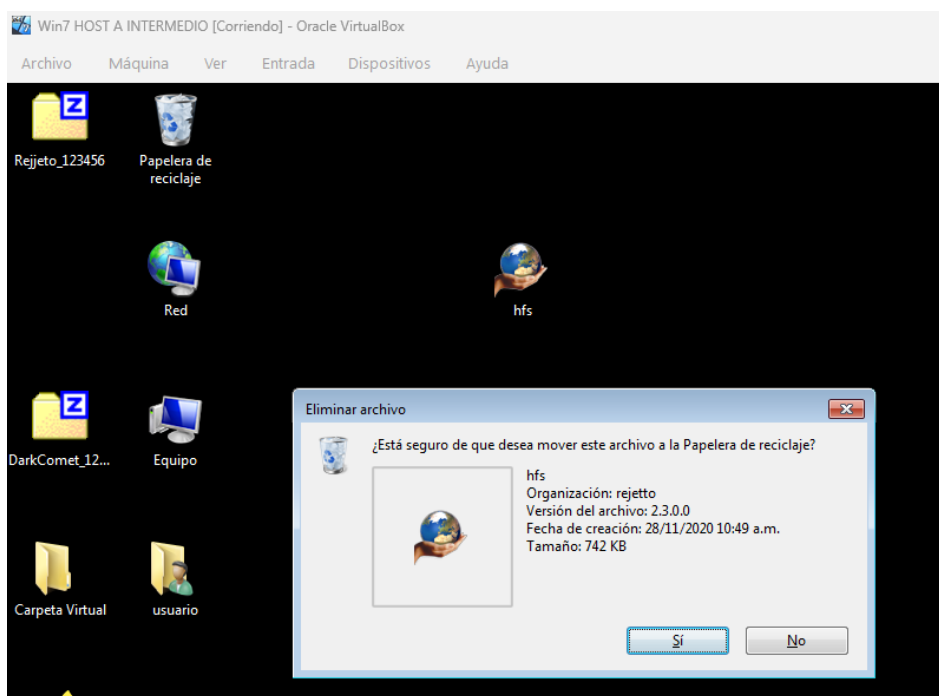 Win7 HOST A INTERMEDIO [Corriendo] - Oracle VirtualBox
Archivo Máquina Ver Entrada Dispositivos Ayuda
Rejjeto_123456
Papelera de
reciclaje
Red
hfs
DarkComet_12...
Equipo
Carpeta Virtual
usuario
Eliminar archivo
¿Está seguro de que desea mover este archivo a la Papelera de reciclaje?
hfs
Organización: rejetto
Versión del archivo: 2.3.0.0
Fecha de creación: 28/11/2020 10:49 a.m.
Tamaño: 742 KB
Sí
No